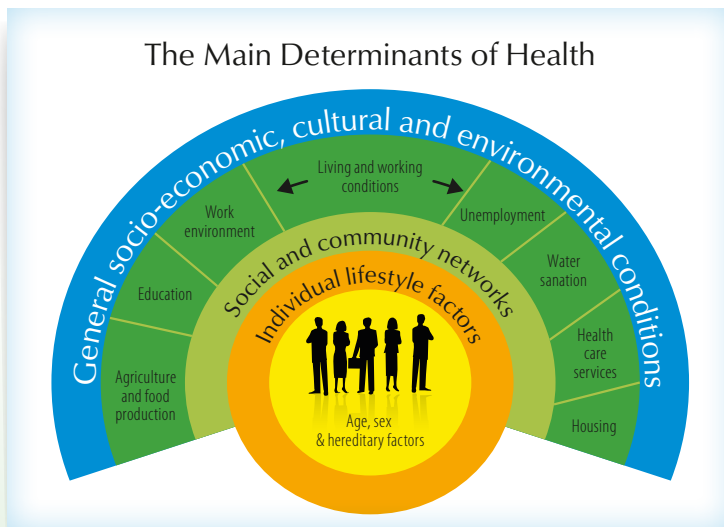 The Main Determinants of Health
General socio-economic, cultural and environmental conditions
Living and working
conditions
Work
environment
Unemployment
Education
Water
sanation
Agriculture
and food
production
Health
care
services
Housing
Social and community networks
Individual lifestyle factors
Age, sex
& hereditary factors